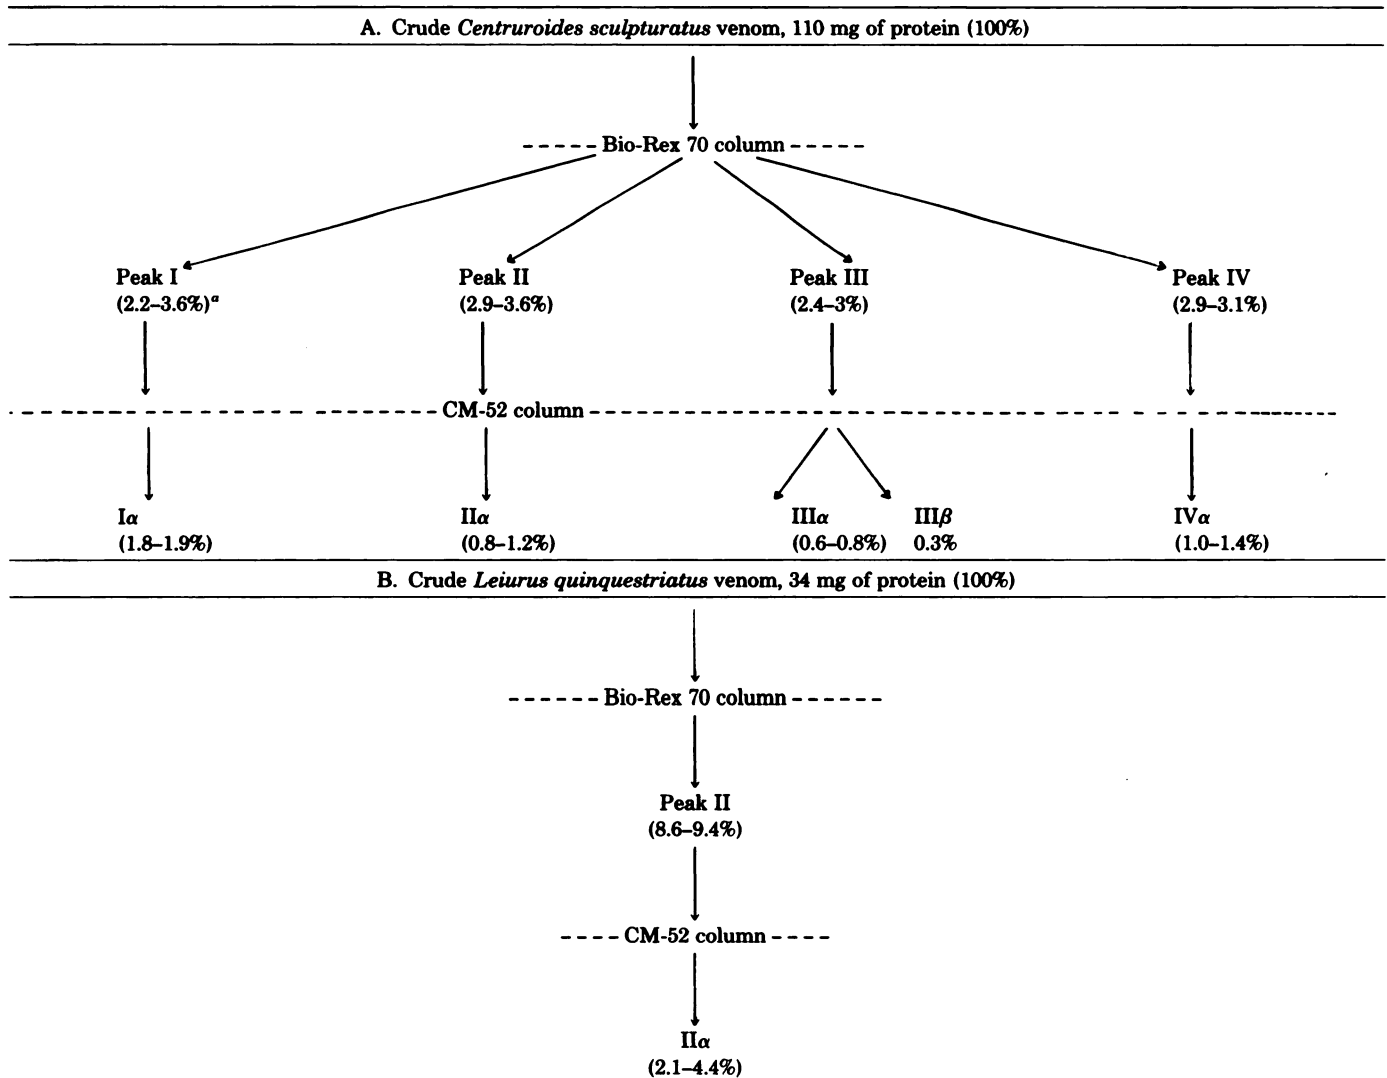 A. Crude Centruroides sculpturatus venom, 110 mg of protein (100%)
Bio-Rex 70 column
Peak I Peak II Peak III Peak IV
(2.2–3.6%)ᵃ (2.9–3.6%) (2.4–3%) (2.9–3.1%)
CM-52 column
Iα IIα IIIα IIIβ IVα
(1.8–1.9%) (0.8–1.2%) (0.6–0.8%) 0.3% (1.0–1.4%)
B. Crude Leiurus quinquestriatus venom, 34 mg of protein (100%)
Bio-Rex 70 column
Peak II
(8.6–9.4%)
CM-52 column
IIα
(2.1–4.4%)